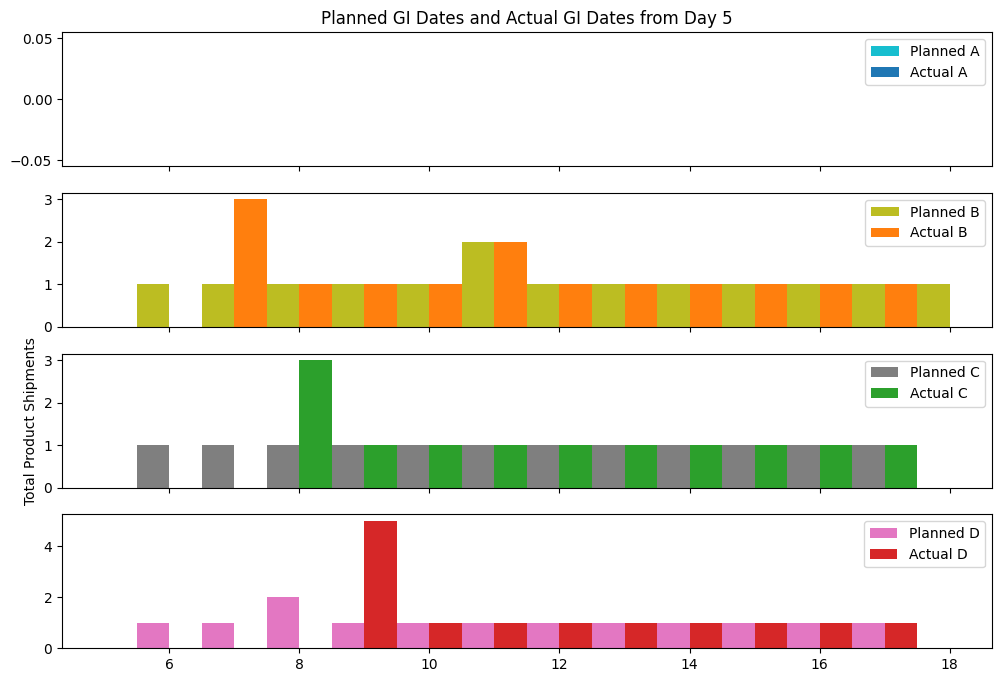 Planned GI Dates and Actual GI Dates from Day 5
0.05
0.00
−0.05
Planned A
Actual A
3
2
1
0
Planned B
Actual B
Total Product Shipments
3
2
1
0
Planned C
Actual C
4
2
0
Planned D
Actual D
6 8 10 12 14 16 18